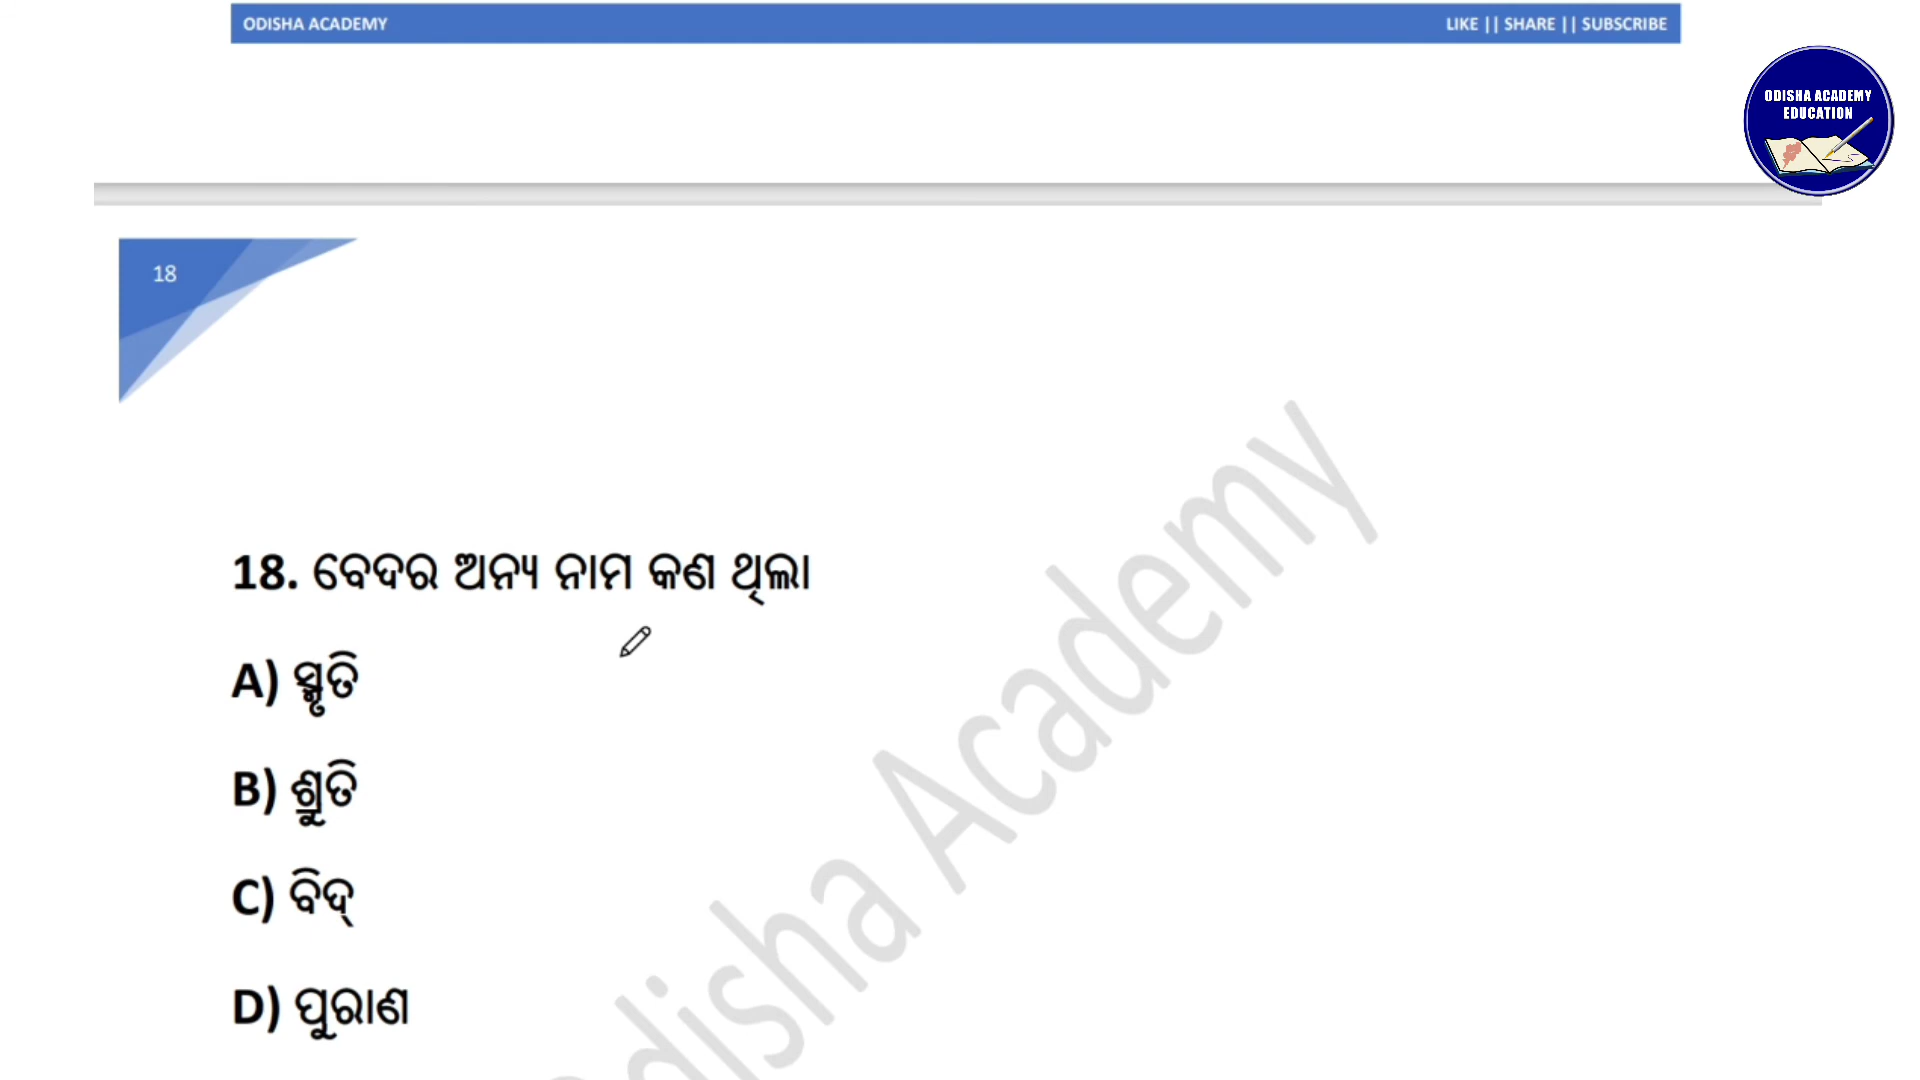 ODISHA ACADEMY LIKE || SHARE || SUBSCRIBE
ODISHA ACADEMY
EDUCATION
18
18. ବେଦର ଅନ୍ୟ ନାମ କଣ ଥିଲା
A) ସ୍ମୃତି
B) ଶ୍ରୁତି
C) ବିଦ୍
D) ପୁରାଣ
Odisha Academy